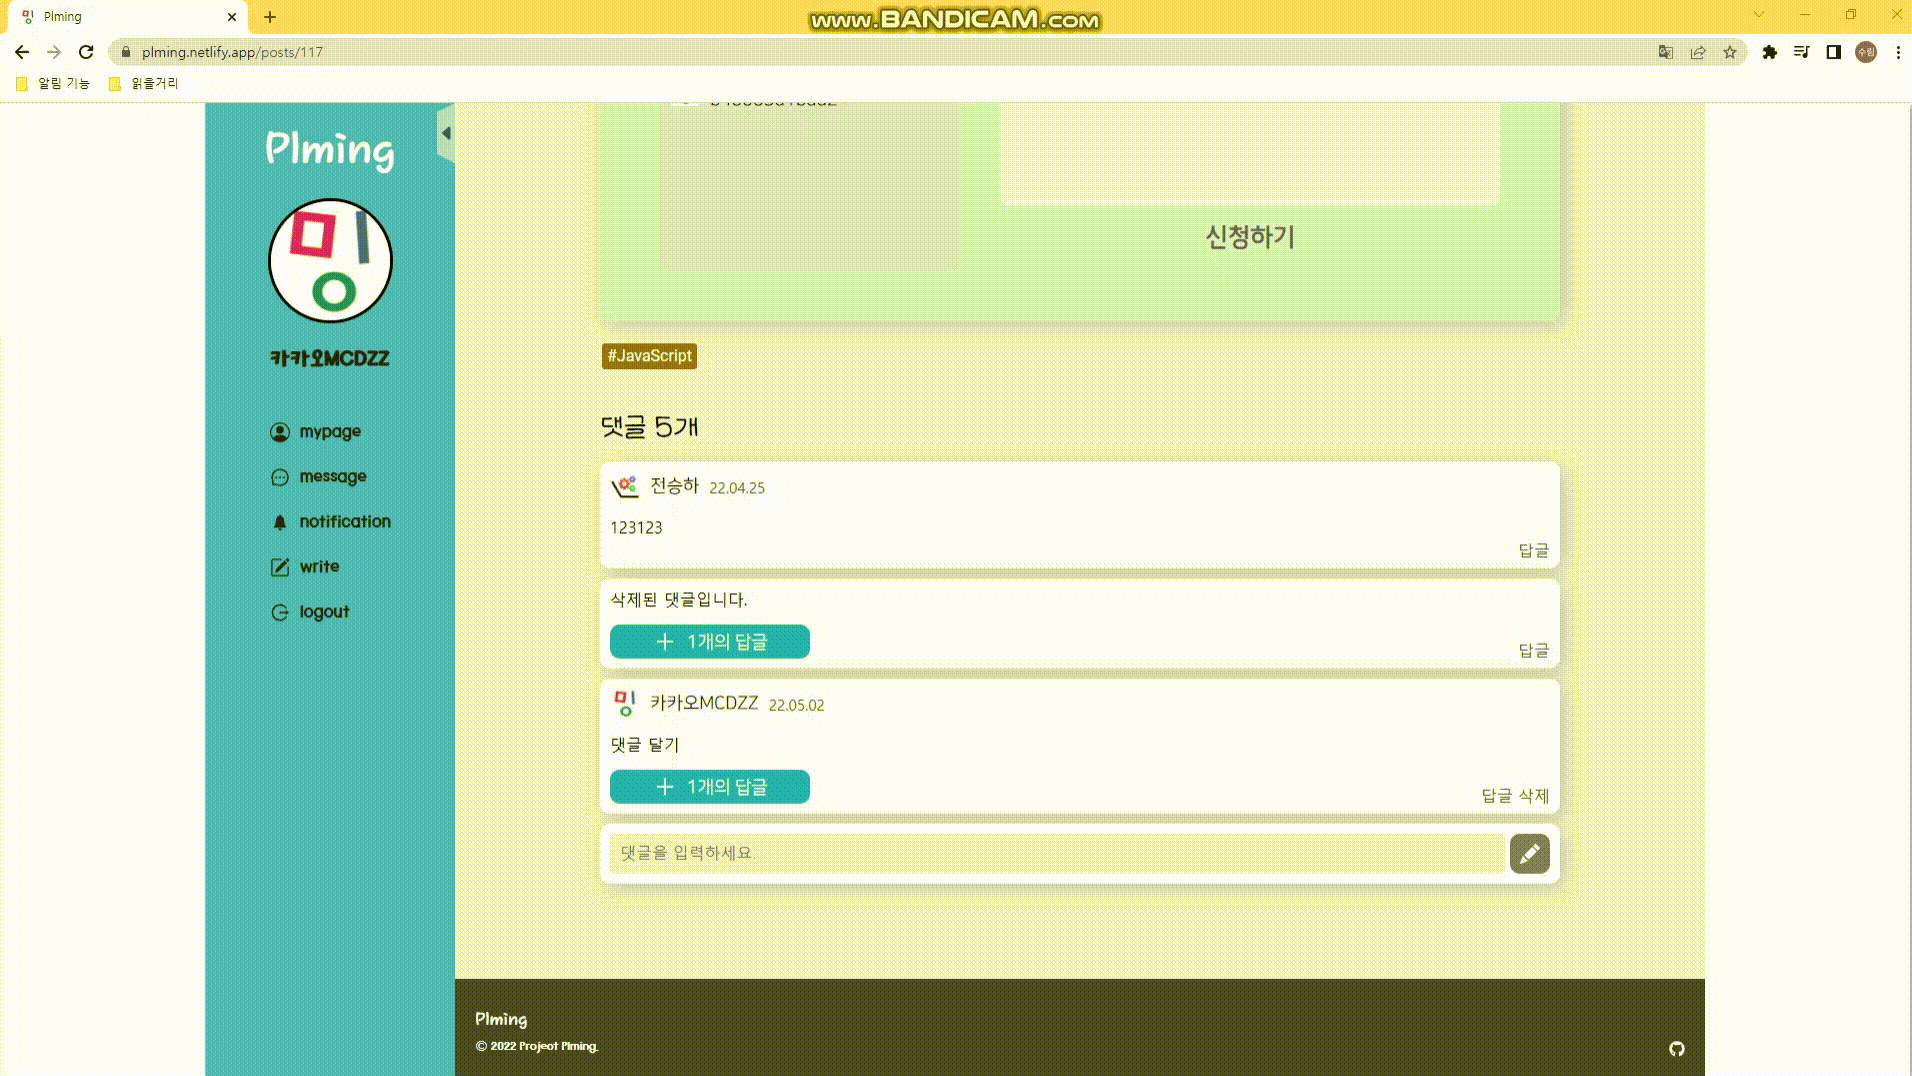 Plming
www.BANDICAM.com
plming.netlify.app/posts/117
수림
알림 기능
읽을거리
Plming
카카오MCDZZ
mypage
message
notification
write
logout
신청하기
#JavaScript
댓글 5개
전승하 22.04.25
123123
답글
삭제된 댓글입니다.
1개의 답글
답글
카카오MCDZZ 22.05.02
댓글 달기
1개의 답글
답글 삭제
댓글을 입력하세요.
Plming
© 2022 Project Plming.